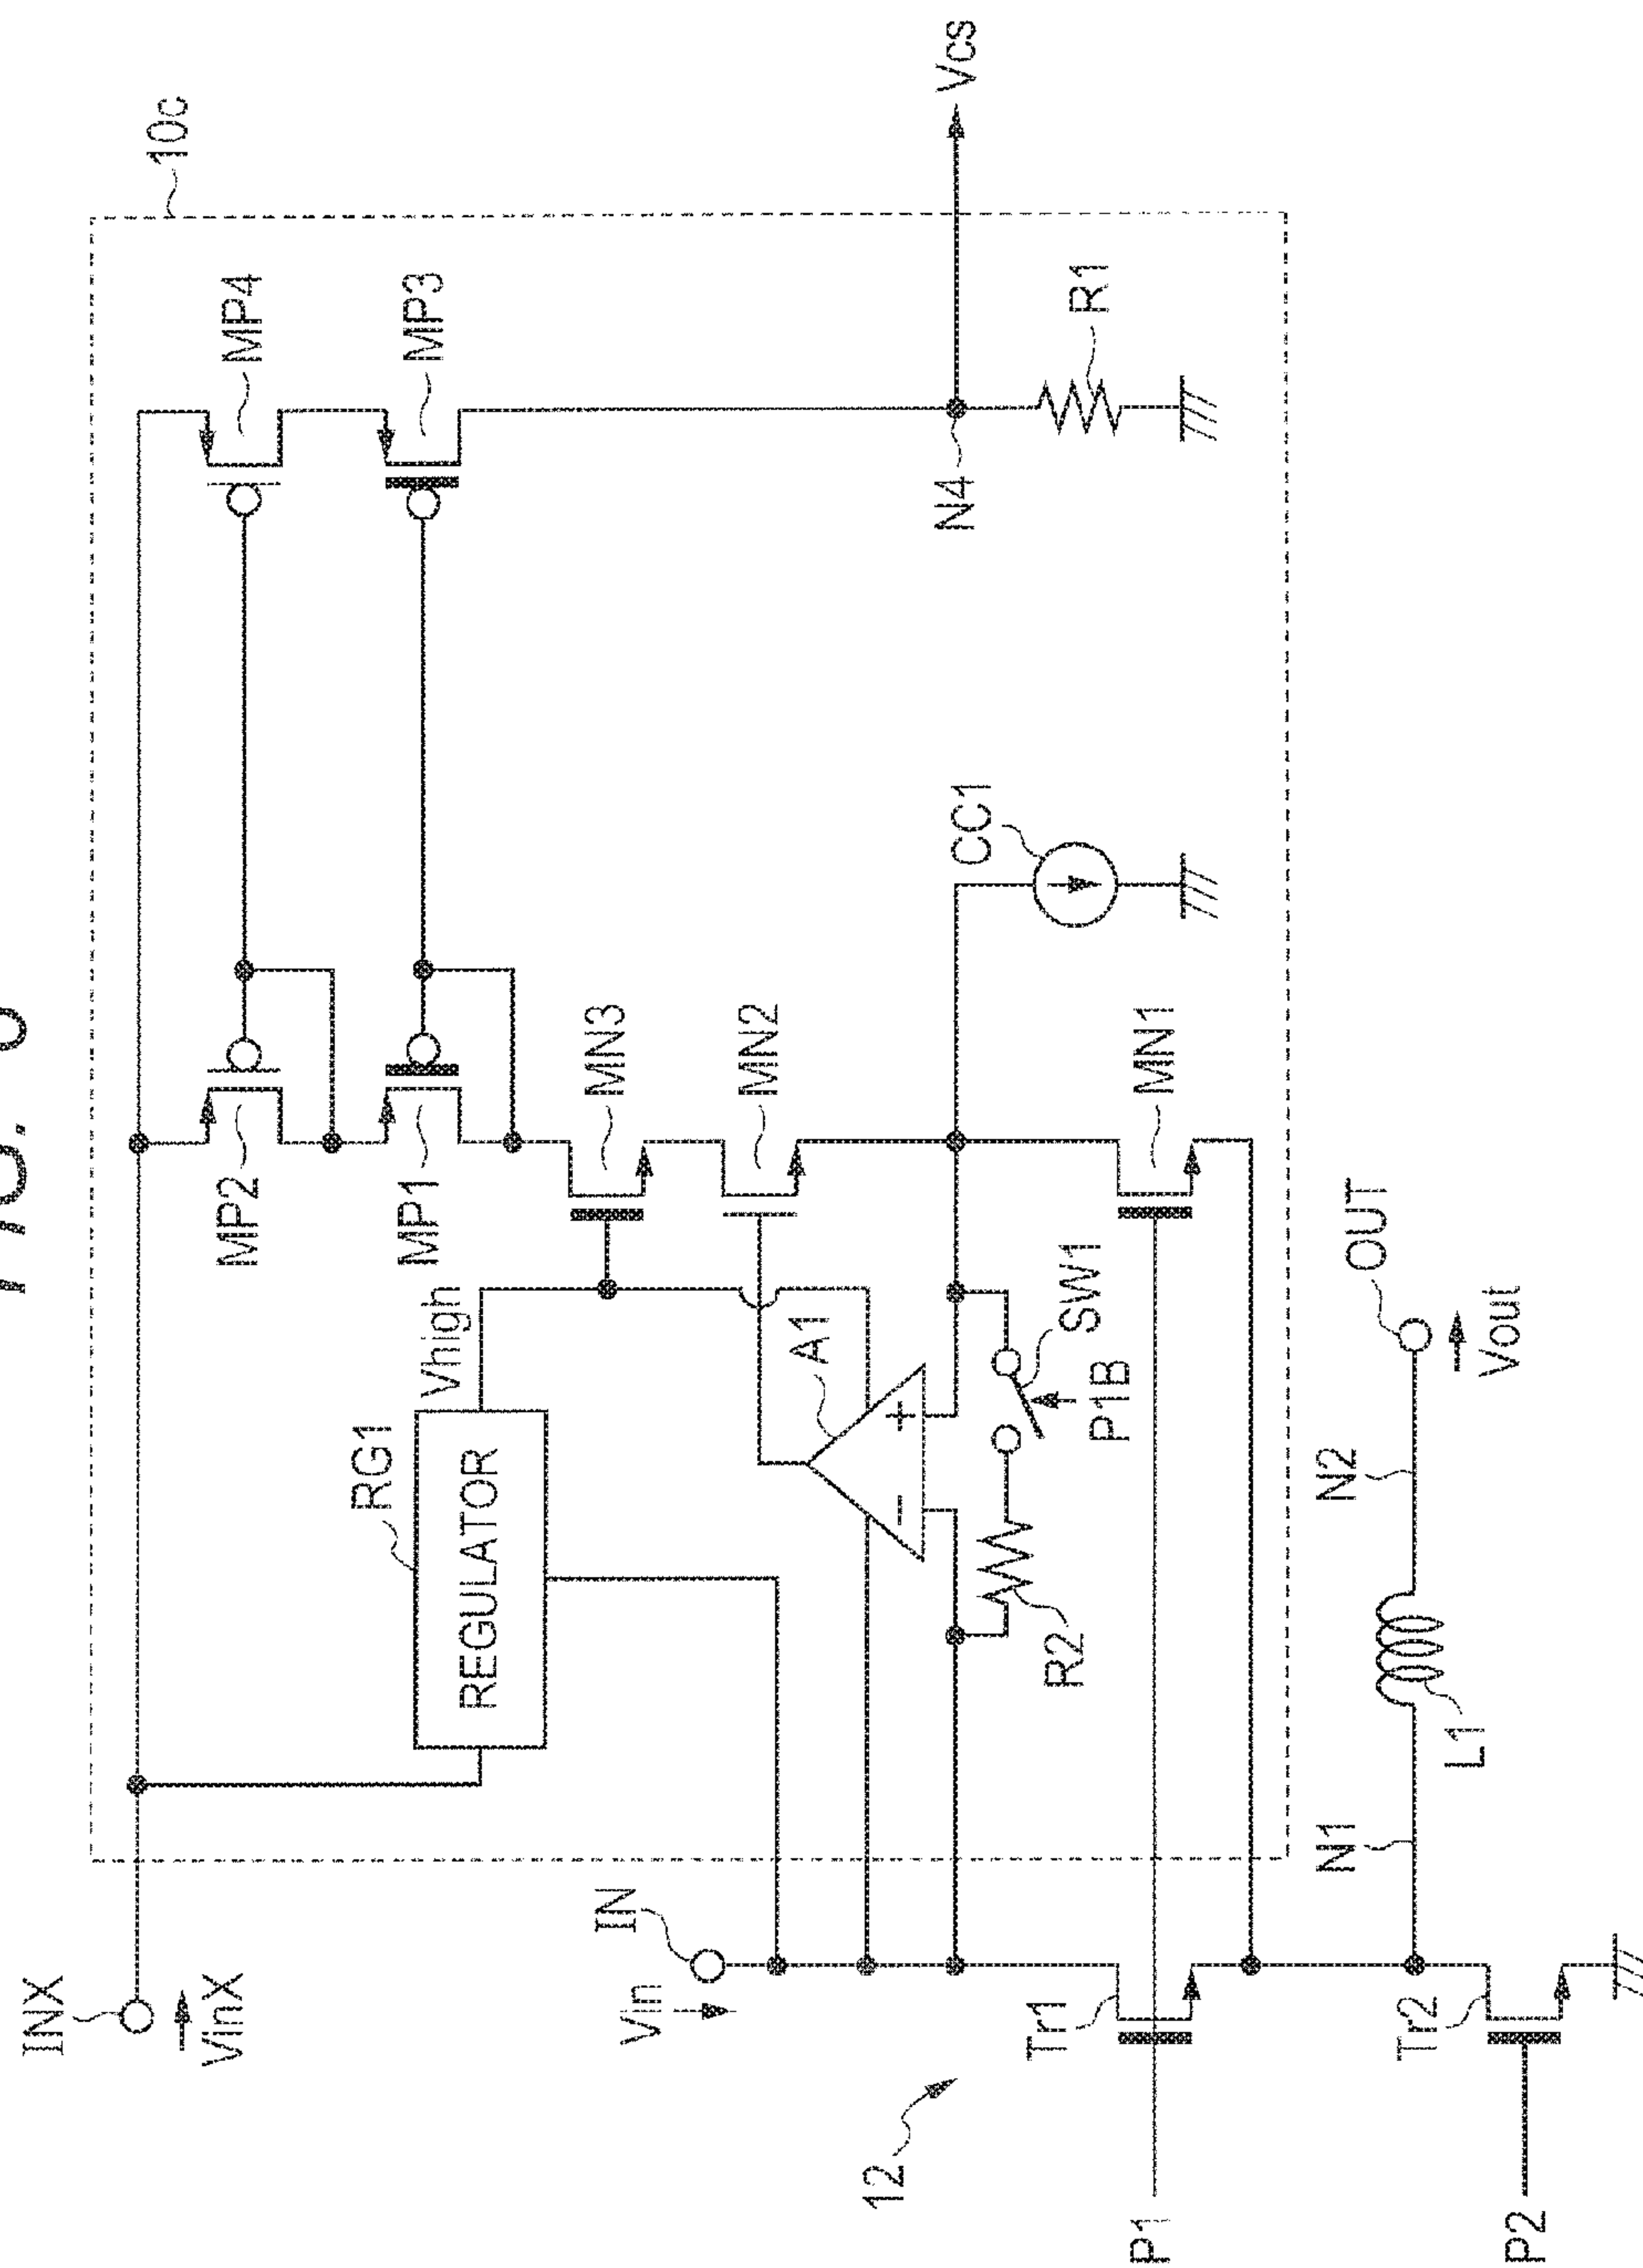 FIG.
INX
VinX
10c
MP2
MP4
RG1
Vhigh
MP1
MP3
REGULATOR
MN3
IN
Vin
MN2
A1
12
−
+
CC1
N4
Vcs
Tr1
R2
SW1
P1B
R1
P1
MN1
N1
N2
OUT
Tr2
L1
Vout
P2